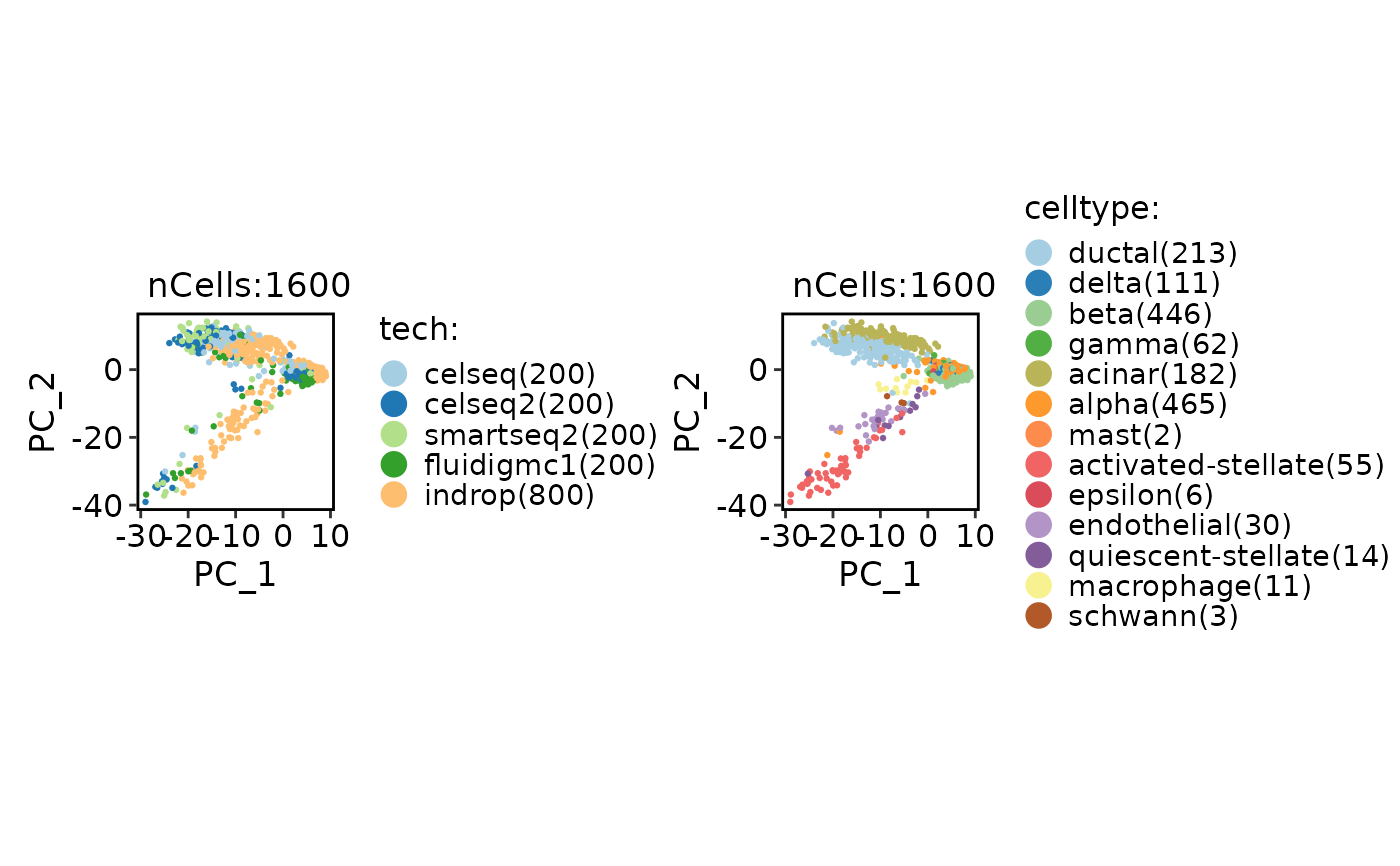 nCells:1600
PC_2
0
-20
-40
-30
-20
-10
0
10
PC_1
tech:
celseq(200)
celseq2(200)
smartseq2(200)
fluidigmc1(200)
indrop(800)
nCells:1600
PC_2
0
-20
-40
-30
-20
-10
0
10
PC_1
celltype:
ductal(213)
delta(111)
beta(446)
gamma(62)
acinar(182)
alpha(465)
mast(2)
activated-stellate(55)
epsilon(6)
endothelial(30)
quiescent-stellate(14)
macrophage(11)
schwann(3)